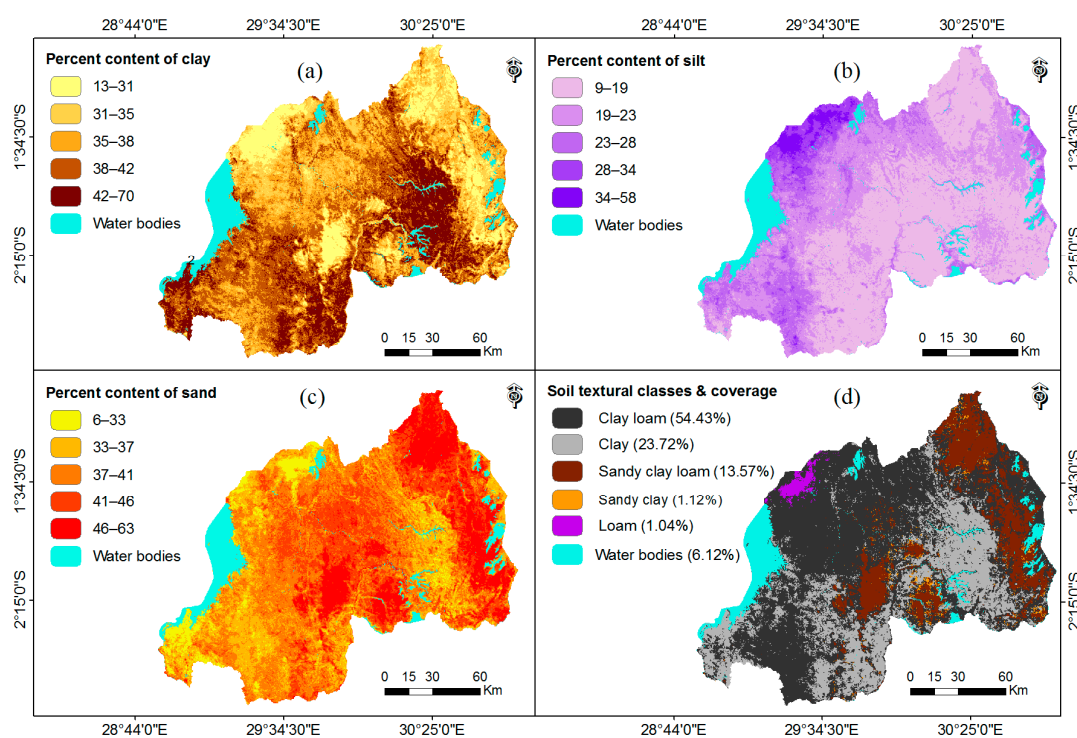 28°44'0"E 29°34'30"E 30°25'0"E 28°44'0"E 29°34'30"E 30°25'0"E
Percent content of clay
(a)
N
13–31
31–35
35–38
38–42
42–70
Water bodies
1°34'30"S
2°15'0"S
0 15 30 60
Km
Percent content of silt
(b)
N
9–19
19–23
23–28
28–34
34–58
Water bodies
1°34'30"S
2°15'0"S
0 15 30 60
Km
Percent content of sand
(c)
N
6–33
33–37
37–41
41–46
46–63
Water bodies
1°34'30"S
2°15'0"S
0 15 30 60
Km
Soil textural classes & coverage
(d)
N
Clay loam (54.43%)
Clay (23.72%)
Sandy clay loam (13.57%)
Sandy clay (1.12%)
Loam (1.04%)
Water bodies (6.12%)
1°34'30"S
2°15'0"S
0 15 30 60
Km
28°44'0"E 29°34'30"E 30°25'0"E 28°44'0"E 29°34'30"E 30°25'0"E